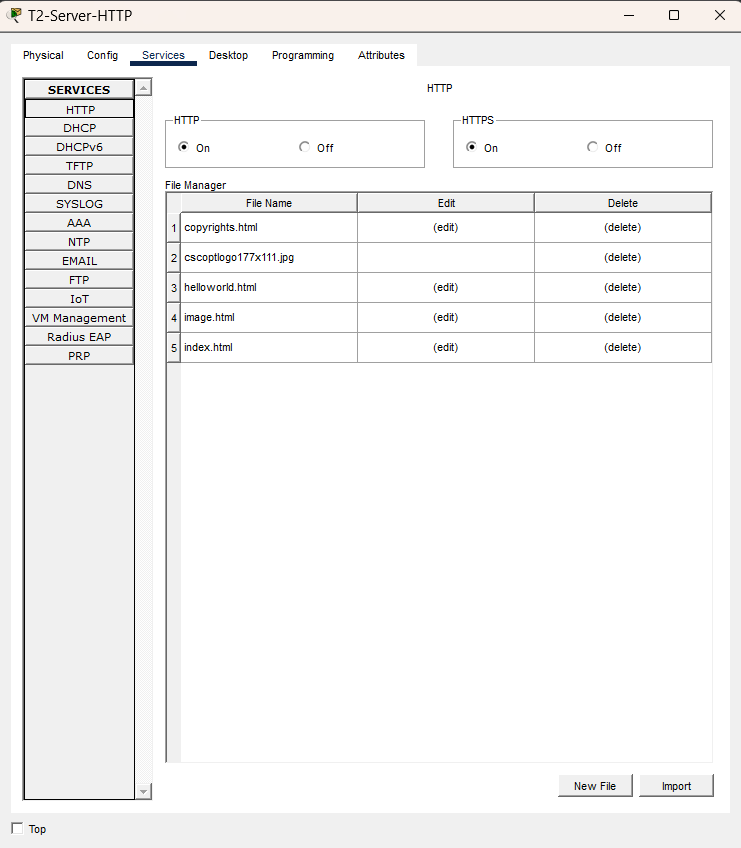 T2-Server-HTTP
Physical Config Services Desktop Programming Attributes
SERVICES
HTTP
DHCP
DHCPv6
TFTP
DNS
SYSLOG
AAA
NTP
EMAIL
FTP
IoT
VM Management
Radius EAP
PRP
HTTP
HTTP
On Off
HTTPS
On Off
File Manager
File Name Edit Delete
1 copyrights.html (edit) (delete)
2 cscoptlogo177x111.jpg (delete)
3 helloworld.html (edit) (delete)
4 image.html (edit) (delete)
5 index.html (edit) (delete)
New File Import
Top